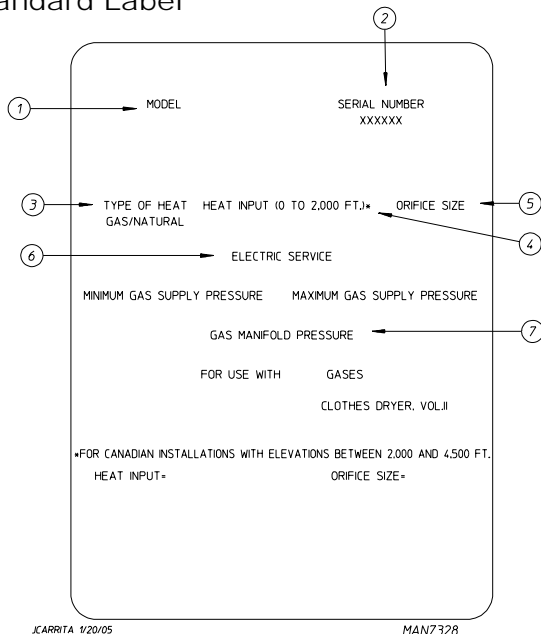 ndard Label
2
1
MODEL
SERIAL NUMBER
XXXXXX
3
TYPE OF HEAT HEAT INPUT (0 TO 2,000 FT.)* ORIFICE SIZE
5
GAS/NATURAL
4
6
ELECTRIC SERVICE
MINIMUM GAS SUPPLY PRESSURE MAXIMUM GAS SUPPLY PRESSURE
GAS MANIFOLD PRESSURE
7
FOR USE WITH GASES
CLOTHES DRYER, VOL.II
*FOR CANADIAN INSTALLATIONS WITH ELEVATIONS BETWEEN 2,000 AND 4,500 FT.
HEAT INPUT= ORIFICE SIZE=
JCARRITA 1/20/05 MAN7328